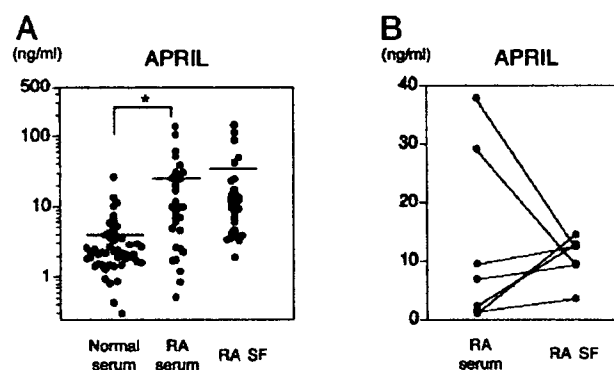 A
(ng/ml)
APRIL
500
100
10
1
*
Normal serum
RA serum
RA SF
B
(ng/ml)
APRIL
40
30
20
10
0
RA serum
RA SF